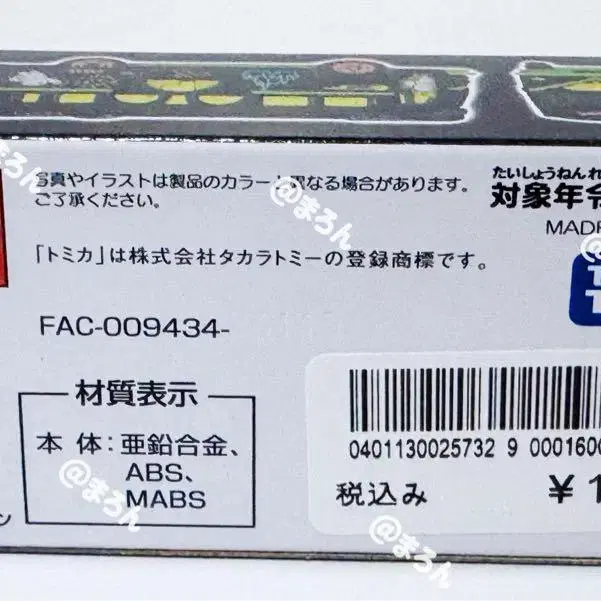 写真やイラストは製品のカラーと異なる場合があります。
ご了承ください。
たいしょうねんれ
対象年令
「トミカ」は株式会社タカラトミーの登録商標です。
MADE
FAC-009434-
材質表示
本 体:亜鉛合金、
ABS、
MABS
ン
0401130025732 9 0001600
税込み
¥1
@まろん
@まろん
@まろん
@まろん